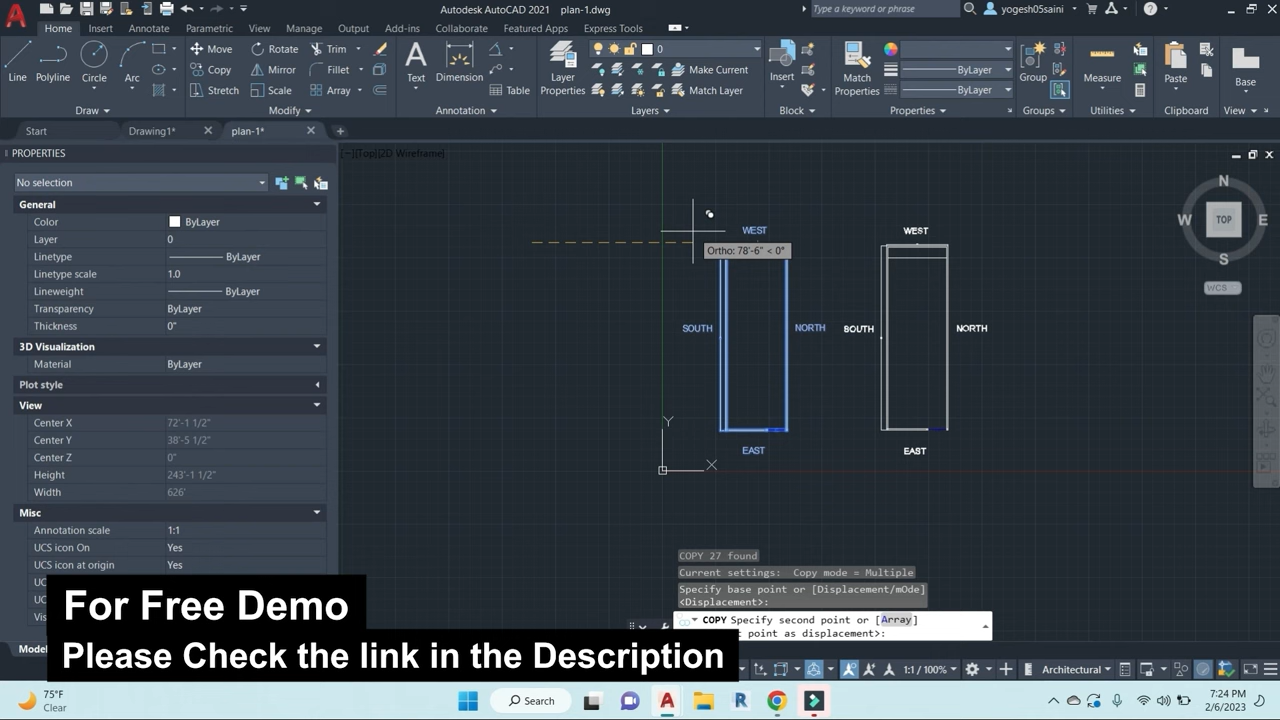 Autodesk AutoCAD 2021 plan-1.dwg
Type a keyword or phrase
yogesh05saini
Home Insert Annotate Parametric View Manage Output Add-ins Collaborate Featured Apps Express Tools
Line
Polyline
Circle
Arc
Move
Rotate
Trim
Copy
Mirror
Fillet
Stretch
Scale
Array
Text
Dimension
Table
Layer
Properties
0
Make Current
Match Layer
Insert
Match
Properties
ByLayer
ByLayer
Group
Measure
Paste
Base
Draw
Modify
Annotation
Layers
Block
Properties
Groups
Utilities
Clipboard
View
Start
Drawing1*
plan-1*
PROPERTIES
No selection
General
Color ByLayer
Layer 0
Linetype ByLayer
Linetype scale 1.0
Lineweight ByLayer
Transparency ByLayer
Thickness 0"
3D Visualization
Material ByLayer
Plot style
View
Center X 72'-1 1/2"
Center Y 38'-5 1/2"
Center Z 0"
Height 243'-1 1/2"
Width 626'
Misc
Annotation scale 1:1
UCS icon On Yes
UCS icon at origin Yes
[−][Top][2D Wireframe]
WEST
Ortho: 78'-6" < 0°
SOUTH
NORTH
EAST
WEST
SOUTH
NORTH
EAST
Y
X
N
W
TOP
E
S
WCS
COPY 27 found
Current settings: Copy mode = Multiple
Specify base point or [Displacement/mOde]
<Displacement>:
COPY Specify second point or [Array]
point as displacement>:
For Free Demo
Please Check the link in the Description
1:1 / 100%
Architectural
75°F
Clear
Search
7:24 PM
2/6/2023